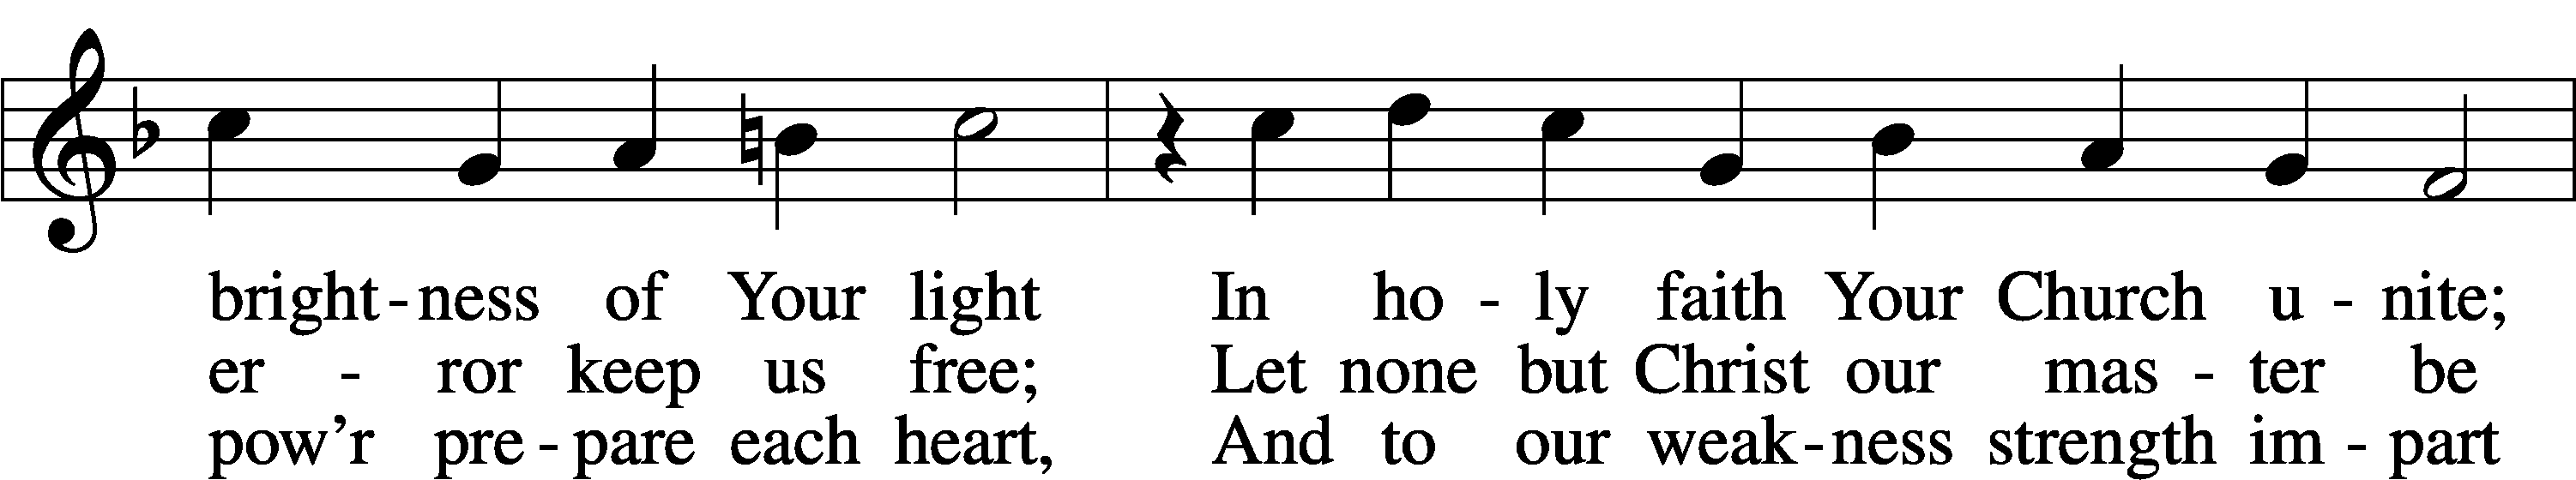 bright - ness of Your light In ho - ly faith Your Church u - nite;
er - ror keep us free; Let none but Christ our mas - ter be
pow'r pre - pare each heart, And to our weak - ness strength im - part